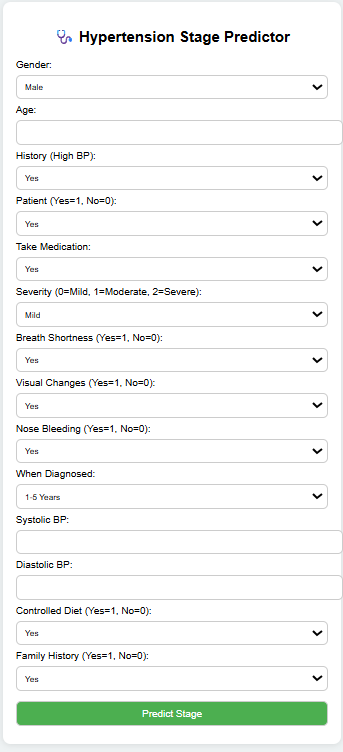 Hypertension Stage Predictor
Gender:
Male
Age:
History (High BP):
Yes
Patient (Yes=1, No=0):
Yes
Take Medication:
Yes
Severity (0=Mild, 1=Moderate, 2=Severe):
Mild
Breath Shortness (Yes=1, No=0):
Yes
Visual Changes (Yes=1, No=0):
Yes
Nose Bleeding (Yes=1, No=0):
Yes
When Diagnosed:
1-5 Years
Systolic BP:
Diastolic BP:
Controlled Diet (Yes=1, No=0):
Yes
Family History (Yes=1, No=0):
Yes
Predict Stage